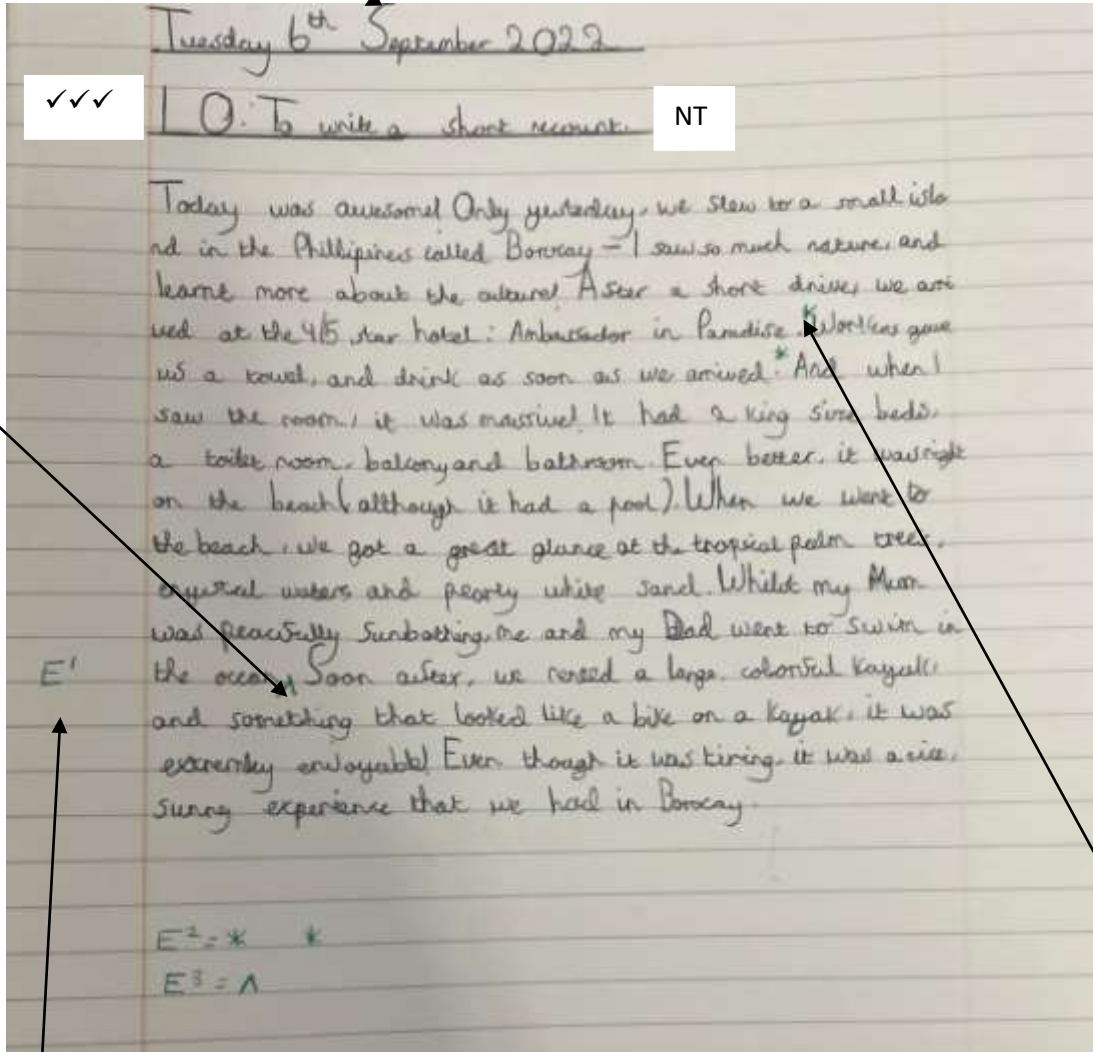 Tuesday 6th September 2022
✓✓✓
LO: To write a short recount.
NT
Today was awesome! Only yesterday, we flew to a small isla
nd in the Phillipines called Borocay – I saw so much nature, and
learnt more about the culture! After a short drive, we arri
ved at the 4/5 star hotel: Ambassador in Paradise.* Workers gave
us a towel, and drink as soon as we arrived.* And when I
saw the room, it was massive! It had 2 king size beds,
a toilet room, balcony and bathroom. Even better, it was right
on the beach (although it had a pool). When we went to
the beach, we got a great glance at the tropical palm trees,
waters and pearly white sand. Whilst my Mum
was peacefully sunbathing, me and my Dad went to swim in
E¹ the ocean. ʌ Soon after, we rented a large, colorful kayak,
and something that looked like a bike on a kayak, it was
extremley enjoyable! Even though it was tiring, it was a nice,
sunny experience that we had in Borocay.
E² = * *
E³ = ʌ